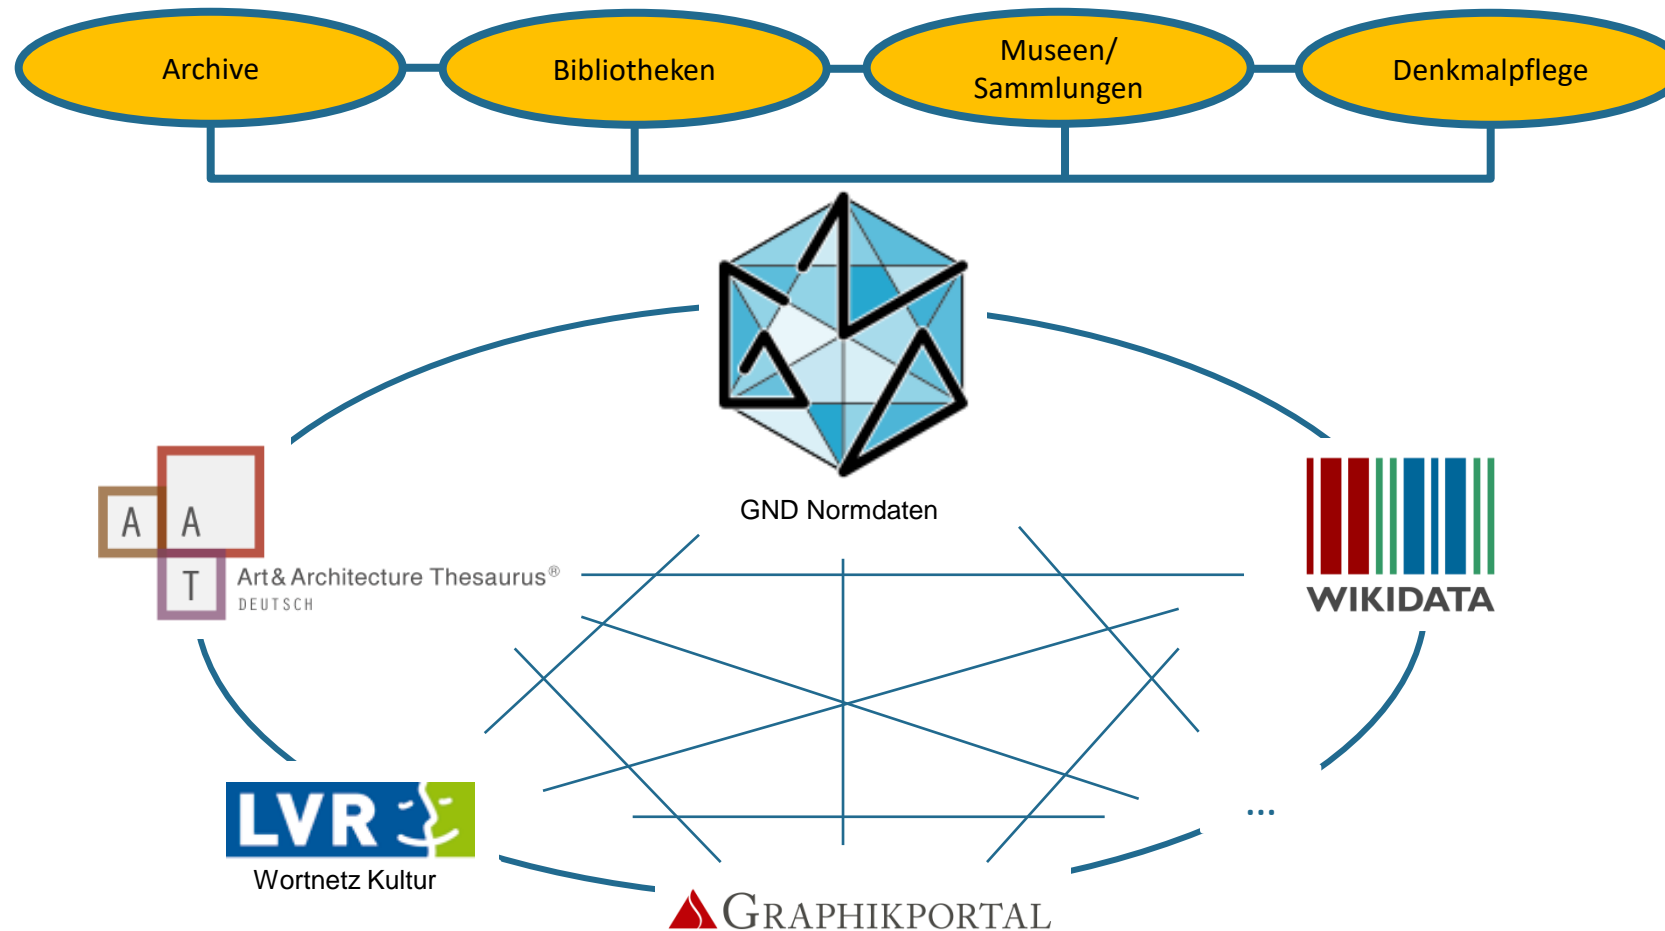 Archive
Bibliotheken
Museen/
Sammlungen
Denkmalpflege
GND Normdaten
A A
T
Art & Architecture Thesaurus®
DEUTSCH
WIKIDATA
LVR
Wortnetz Kultur
...
GRAPHIKPORTAL